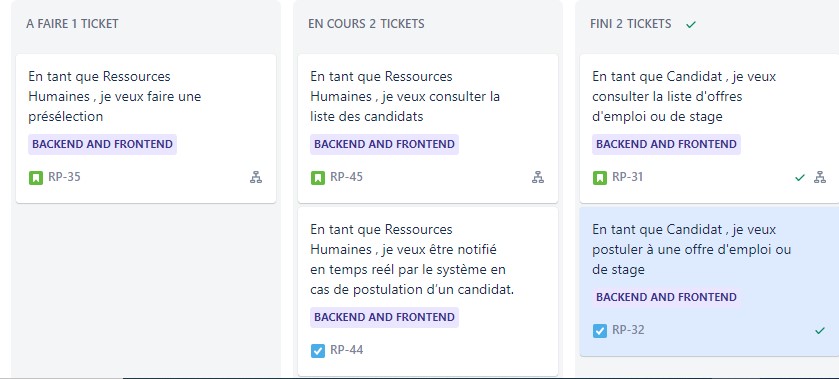 A FAIRE 1 TICKET
En tant que Ressources
Humaines , je veux faire une
présélection
BACKEND AND FRONTEND
RP-35
EN COURS 2 TICKETS
En tant que Ressources
Humaines , je veux consulter la
liste des candidats
BACKEND AND FRONTEND
RP-45
En tant que Ressources
Humaines , je veux être notifié
en temps reél par le système en
cas de postulation d'un candidat.
BACKEND AND FRONTEND
RP-44
FINI 2 TICKETS
En tant que Candidat , je veux
consulter la liste d'offres
d'emploi ou de stage
BACKEND AND FRONTEND
RP-31
En tant que Candidat , je veux
postuler à une offre d'emploi ou
de stage
BACKEND AND FRONTEND
RP-32